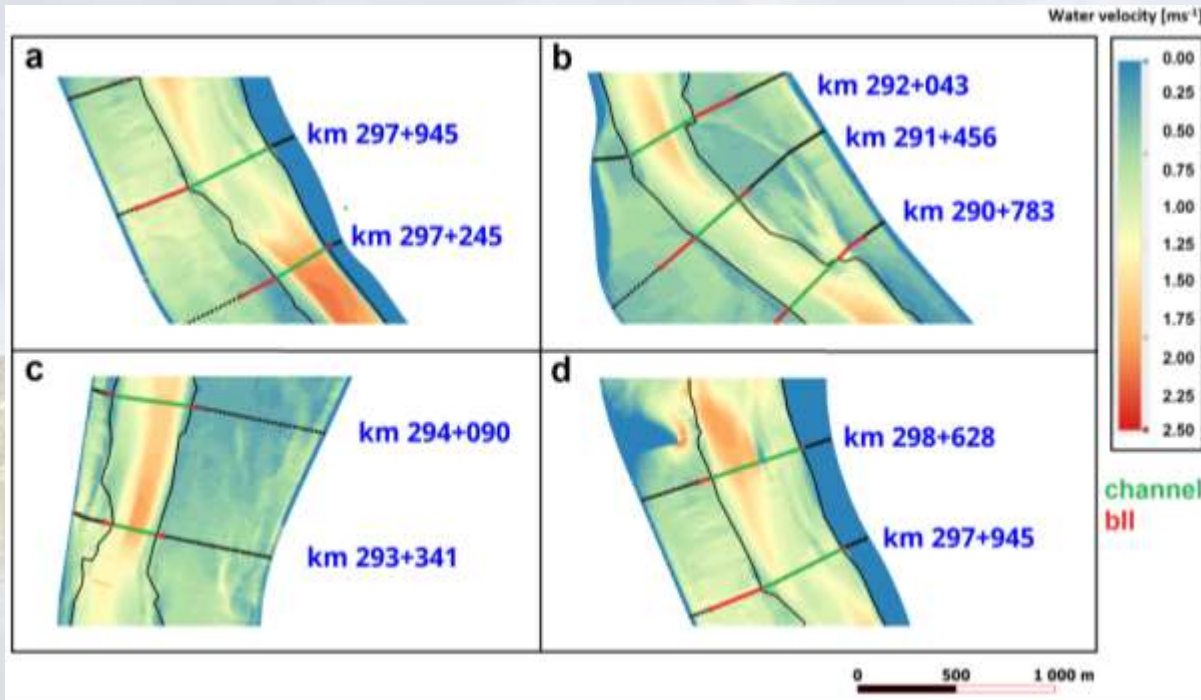 Water velocity [ms⁻¹]
a
km 297+945
km 297+245
b
km 292+043
km 291+456
km 290+783
c
km 294+090
km 293+341
d
km 298+628
km 297+945
0.00
0.25
0.50
0.75
1.00
1.25
1.50
1.75
2.00
2.25
2.50
channel
bll
0 500 1 000 m